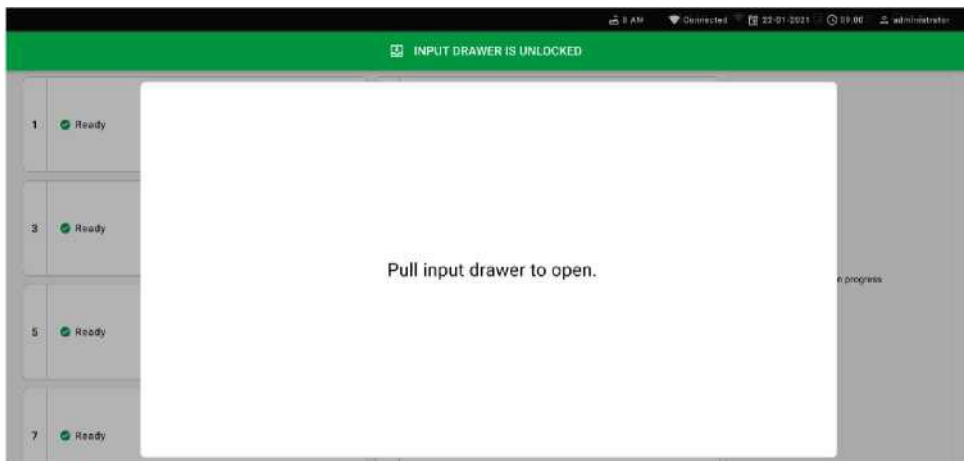 Connected 22-01-2021 administrator
INPUT DRAWER IS UNLOCKED
1 Ready
3 Ready
Pull input drawer to open.
n progress
5 Ready
7 Ready